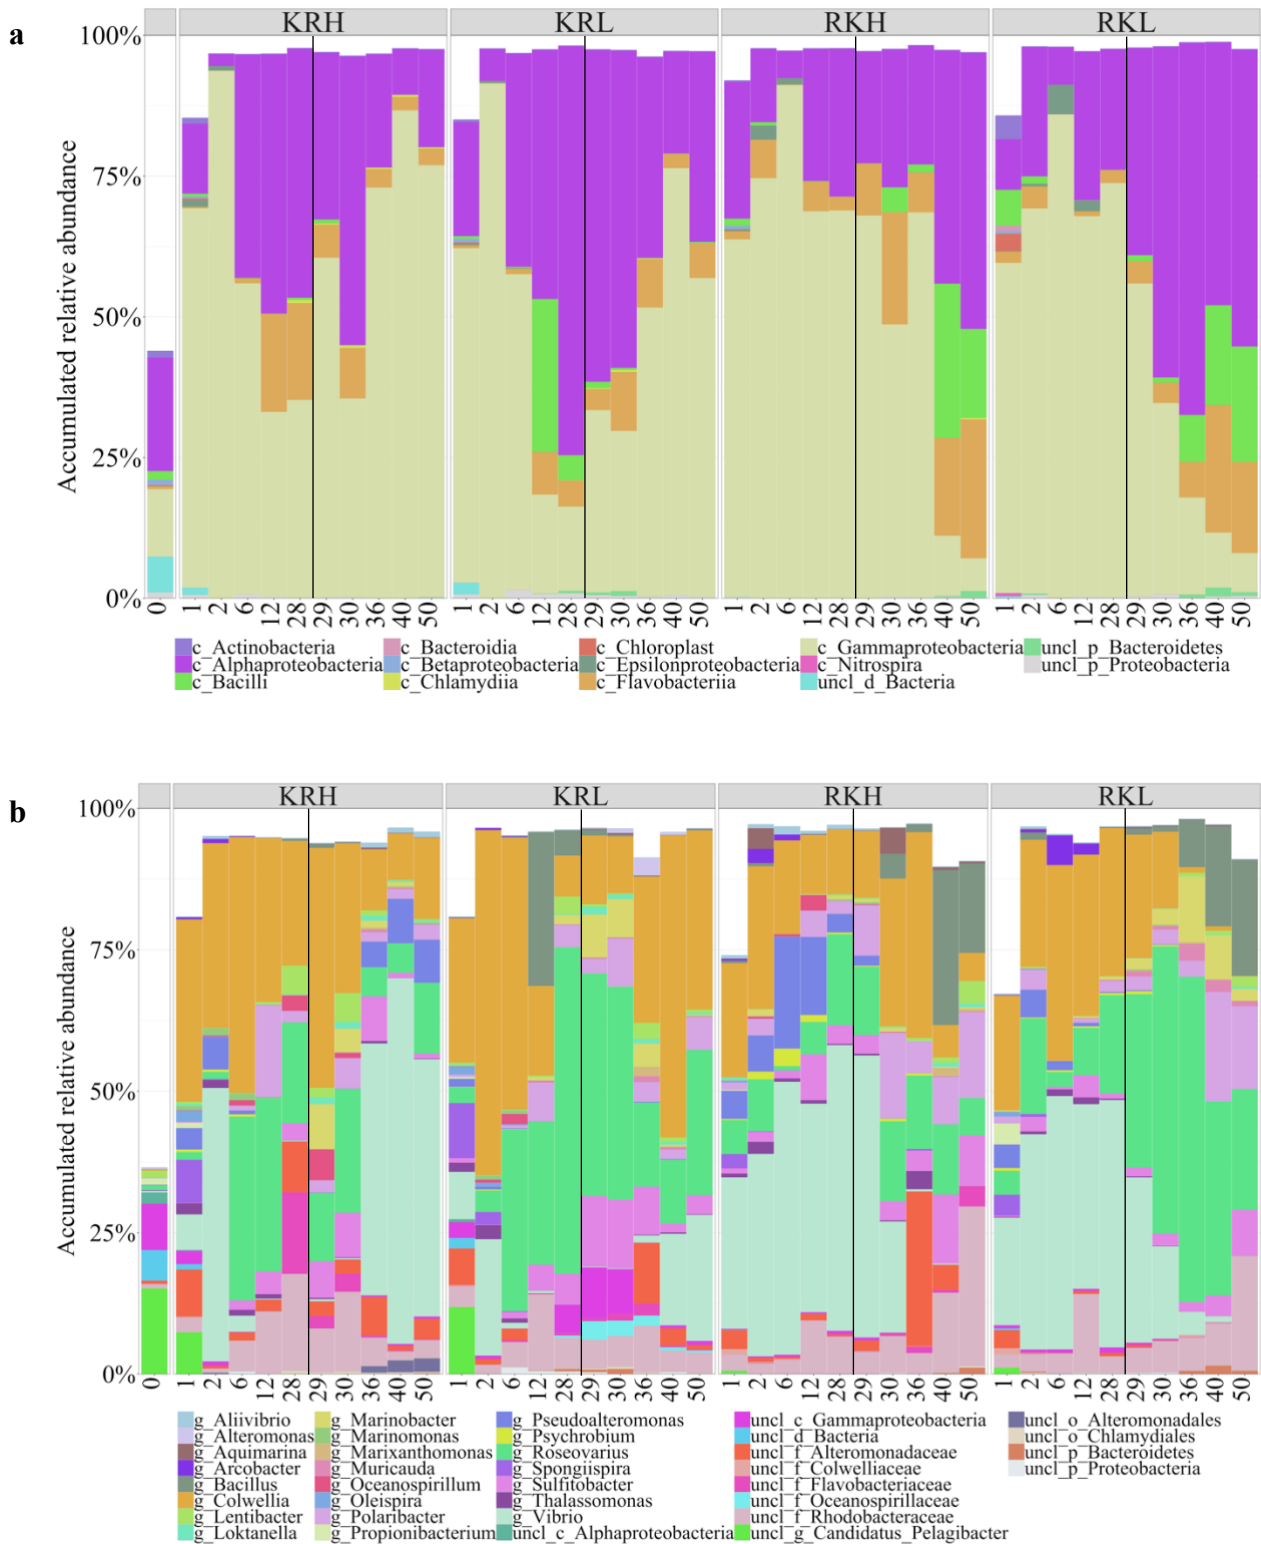 a
KRH KRL RKH RKL
100%
75%
50%
25%
0%
Accumulated relative abundance
0 1 2 6 12 28 29 30 36 40 50 1 2 6 12 28 29 30 36 40 50 1 2 6 12 28 29 30 36 40 50 1 2 6 12 28 29 30 36 40 50
c_Actinobacteria c_Bacteroidia c_Chloroplast c_Gammaproteobacteria uncl_p_Bacteroidetes
c_Alphaproteobacteria c_Betaproteobacteria c_Epsilonproteobacteria c_Nitrospira uncl_p_Proteobacteria
c_Bacilli c_Chlamydiia c_Flavobacteriia uncl_d_Bacteria
b
KRH KRL RKH RKL
100%
75%
50%
25%
0%
Accumulated relative abundance
0 1 2 6 12 28 29 30 36 40 50 1 2 6 12 28 29 30 36 40 50 1 2 6 12 28 29 30 36 40 50 1 2 6 12 28 29 30 36 40 50
g_Aliivibrio g_Marinobacter g_Pseudoalteromonas uncl_c_Gammaproteobacteria uncl_o_Alteromonadales
g_Alteromonas g_Marinomonas g_Psychrobium uncl_d_Bacteria uncl_o_Chlamydiales
g_Aquimarina g_Marixanthomonas g_Roseovarius uncl_f_Alteromonadaceae uncl_p_Bacteroidetes
g_Arcobacter g_Muricauda g_Spongiispira uncl_f_Colwelliaceae uncl_p_Proteobacteria
g_Bacillus g_Oceanospirillum g_Sulfitobacter uncl_f_Flavobacteriaceae
g_Colwellia g_Oleispira g_Thalassomonas uncl_f_Oceanospirillaceae
g_Lentibacter g_Polaribacter g_Vibrio uncl_f_Rhodobacteraceae
g_Loktanella g_Propionibacterium uncl_c_Alphaproteobacteria uncl_g_Candidatus_Pelagibacter